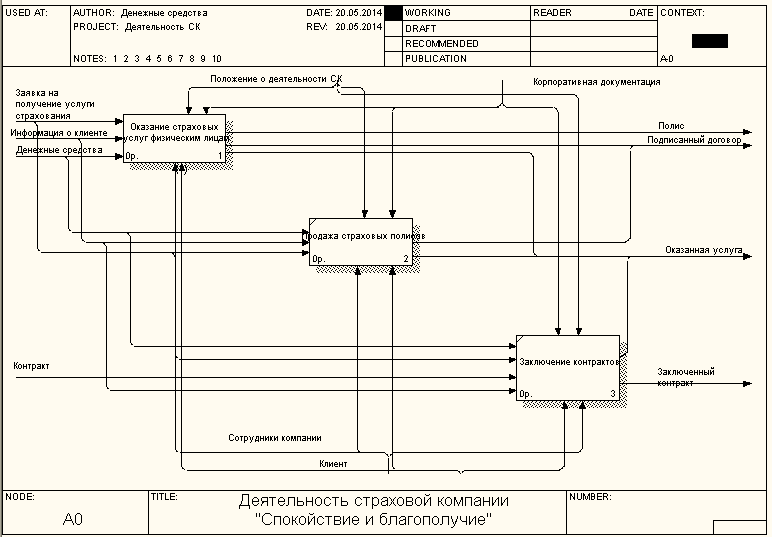 USED AT:
AUTHOR: Денежные средства
DATE: 20.05.2014
WORKING
READER
DATE
CONTEXT:
PROJECT: Деятельность СК
REV: 20.05.2014
DRAFT
RECOMMENDED
NOTES: 1 2 3 4 5 6 7 8 9 10
PUBLICATION
A-0
Положение о деятельности СК
Корпоративная документация
Заявка на
получение услуги
страхования
Информация о клиенте
Денежные средства
Оказание страховых
услуг физическим лицам
0р.
1
Полис
Подписанный договор
Продажа страховых полисов
0р.
2
Оказанная услуга
Контракт
Заключение контрактов
0р.
3
Заключенный
контракт
Сотрудники компании
Клиент
NODE:
A0
TITLE:
Деятельность страховой компании
"Спокойствие и благополучие"
NUMBER: